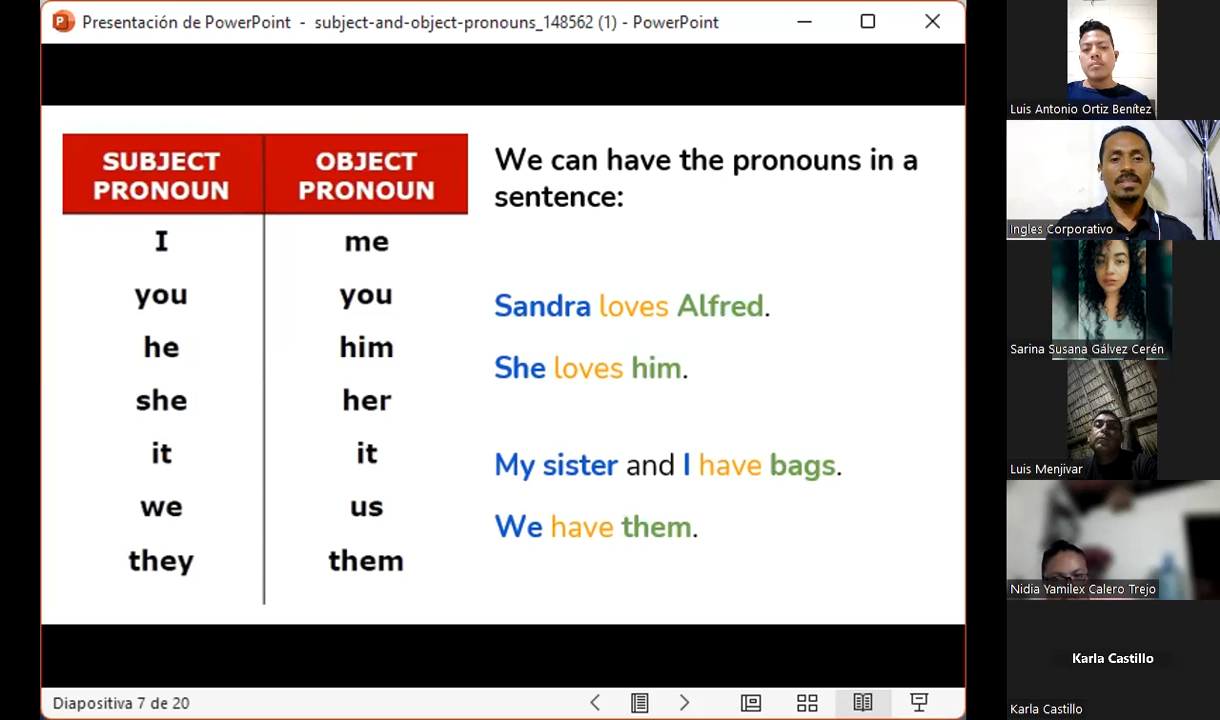 Presentación de PowerPoint - subject-and-object-pronouns_148562 (1) - PowerPoint
SUBJECT PRONOUN
OBJECT PRONOUN
I me
you you
he him
she her
it it
we us
they them
We can have the pronouns in a
sentence:
Sandra loves Alfred.
She loves him.
My sister and I have bags.
We have them.
Diapositiva 7 de 20
Luis Antonio Ortiz Benítez
Ingles Corporativo
Sarina Susana Gálvez Cerén
Luis Menjivar
Nidia Yamilex Calero Trejo
Karla Castillo
Karla Castillo